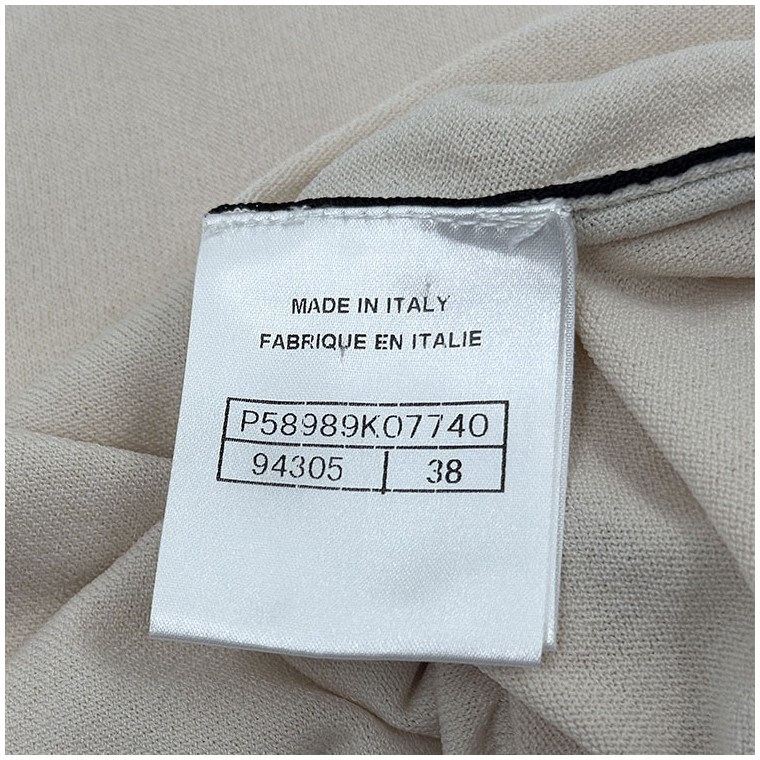 MADE IN ITALY
FABRIQUE EN ITALIE
P58989K07740
94305 38